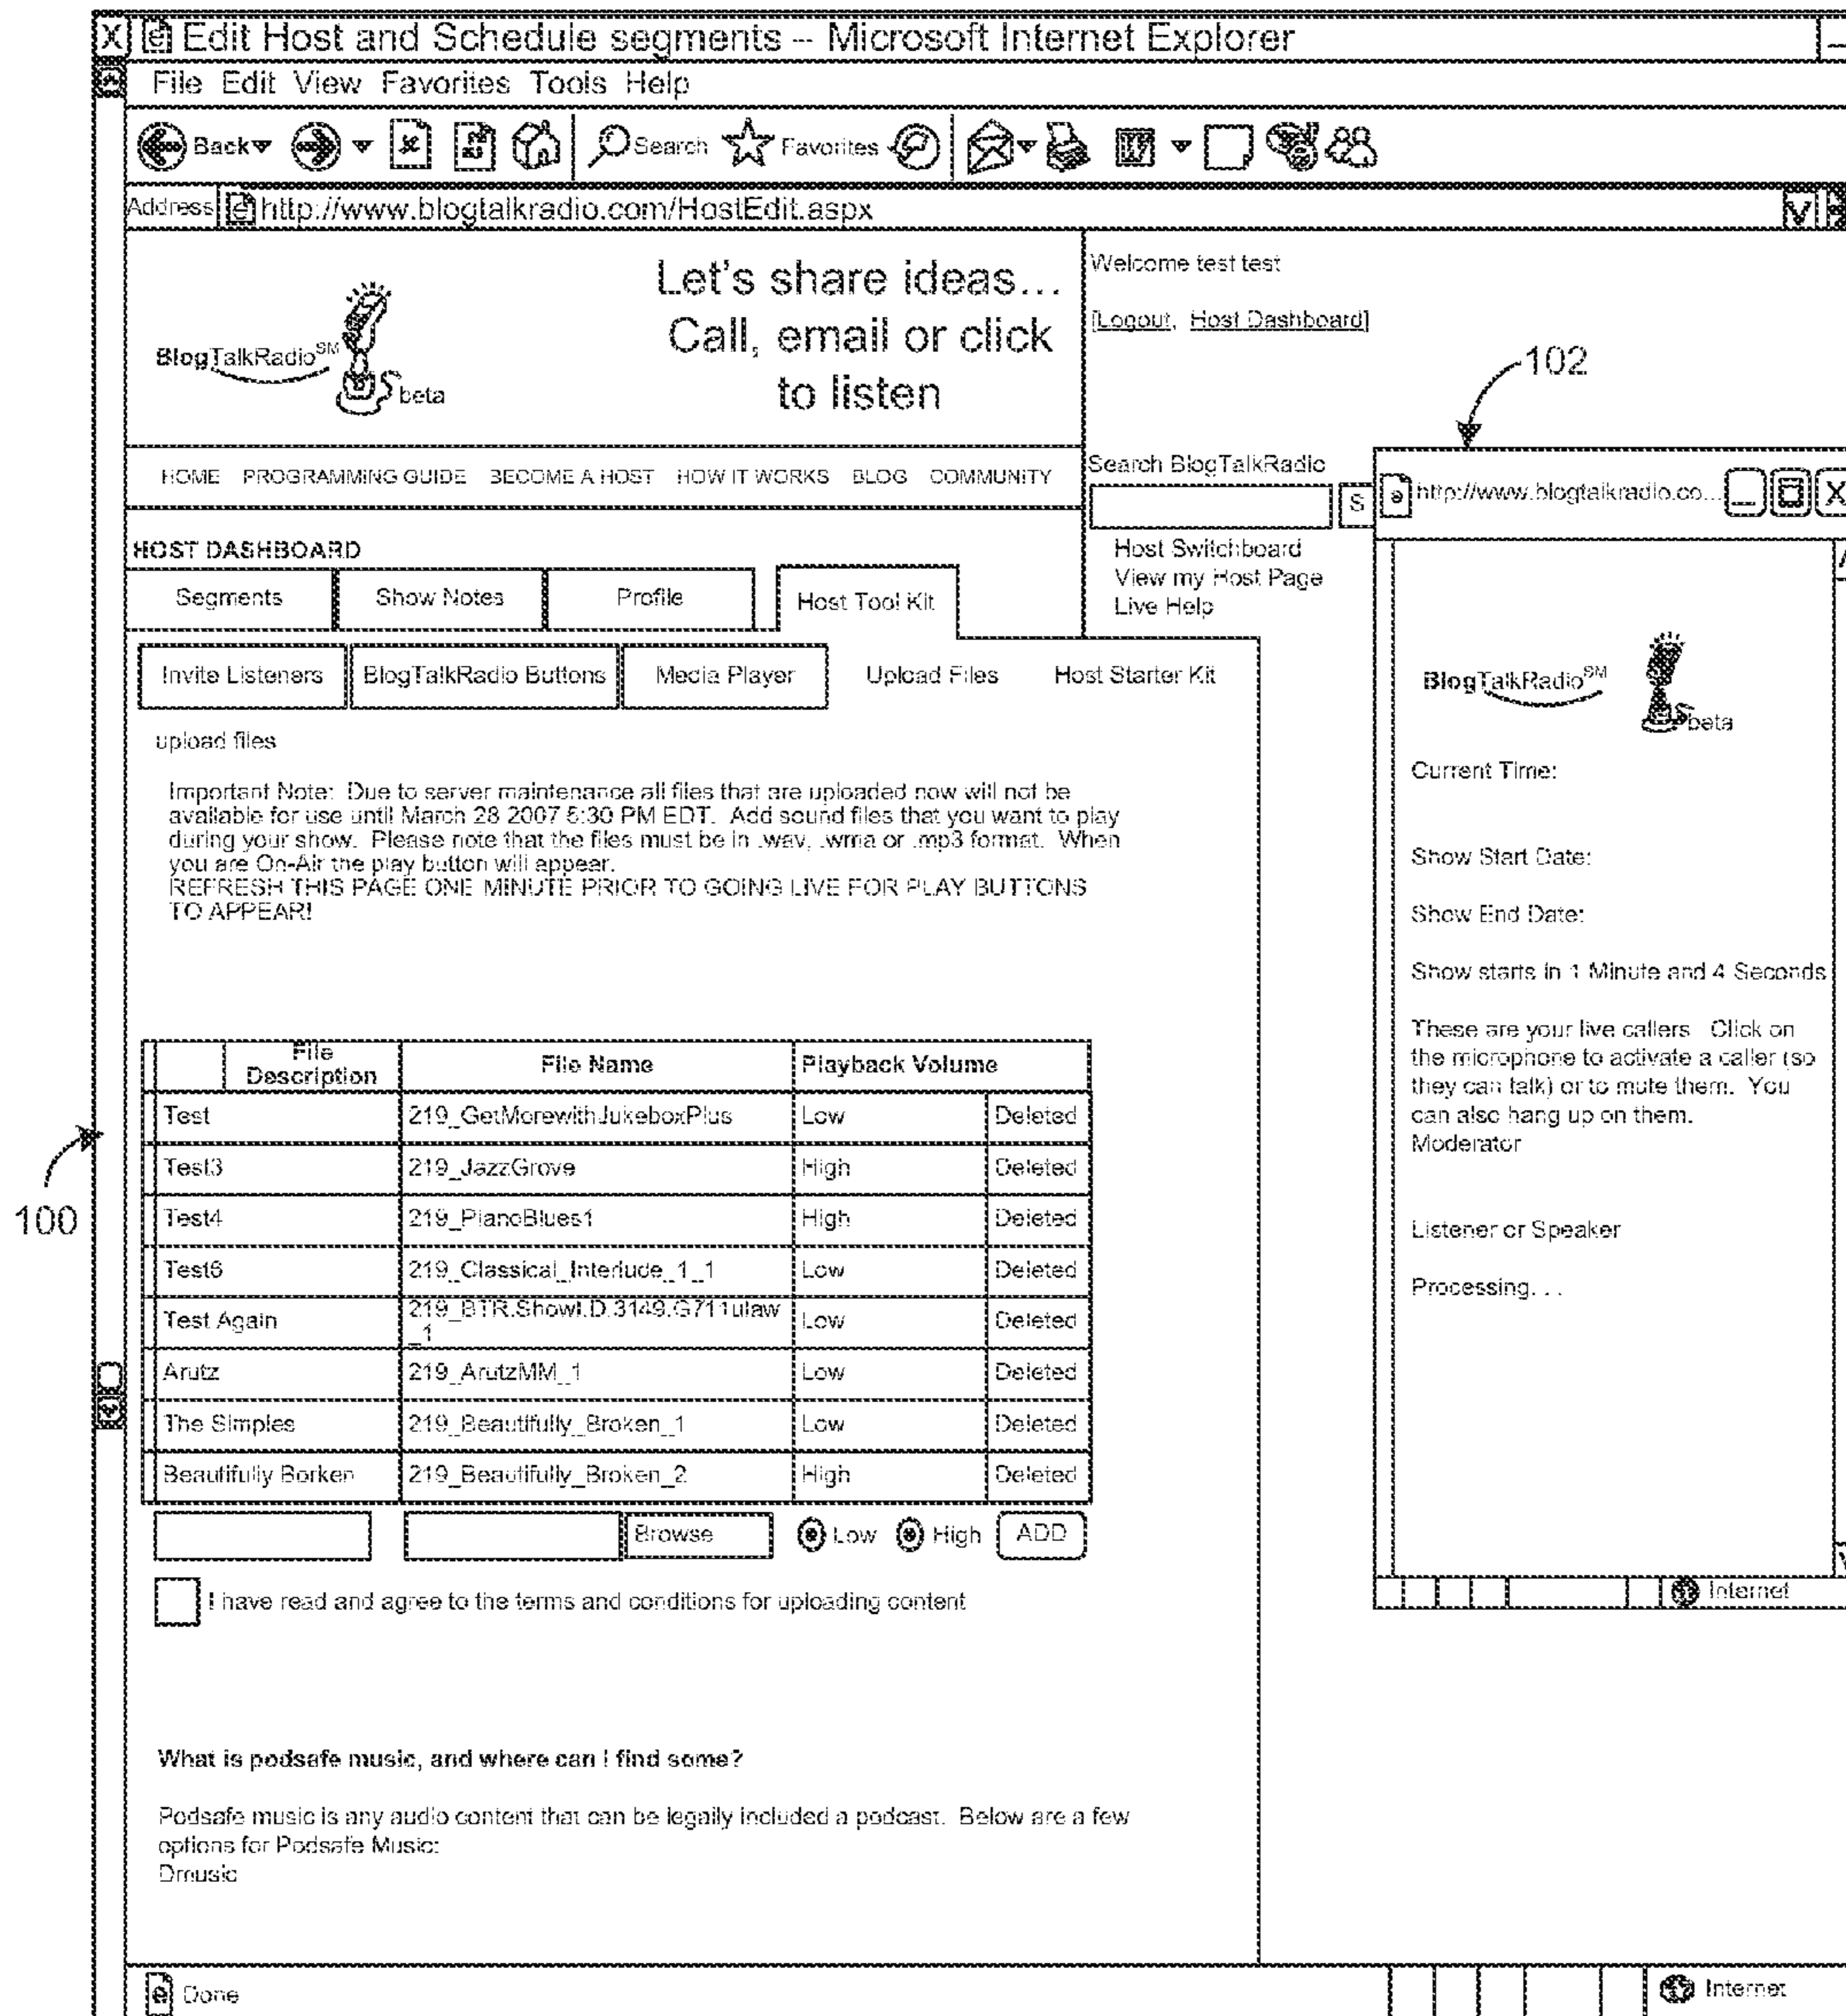 X Edit Host and Schedule segments -- Microsoft Internet Explorer
File Edit View Favorites Tools Help
Back Search Favorites W
Address http://www.blogtalkradio.com/HostEdit.aspx
BlogTalkRadio SM beta
Let's share ideas...
Call, email or click
to listen
Welcome test test
[Logout, Host Dashboard]
102
HOME PROGRAMMING GUIDE BECOME A HOST HOW IT WORKS BLOG COMMUNITY
Search BlogTalkRadio
S
Host Switchboard
View my Host Page
Live Help
HOST DASHBOARD
Segments Show Notes Profile Host Tool Kit
Invite Listeners BlogTalkRadio Buttons Media Player Upload Files Host Starter Kit
upload files
Important Note: Due to server maintenance all files that are uploaded now will not be
available for use until March 28 2007 5:30 PM EDT. Add sound files that you want to play
during your show. Please note that the files must be in .wav, .wma or .mp3 format. When
you are On-Air the play button will appear.
REFRESH THIS PAGE ONE MINUTE PRIOR TO GOING LIVE FOR PLAY BUTTONS
TO APPEAR!
File Description File Name Playback Volume
Test 219_GetMorewithJukeboxPlus Low Deleted
Test3 219_JazzGrove High Deleted
Test4 219_PianoBlues1 High Deleted
Test6 219_Classical_Interlude_1_1 Low Deleted
Test Again 219_BTR.ShowI.D.3149.G711ulaw_1 Low Deleted
Arutz 219_ArutzMM_1 Low Deleted
The Simples 219_Beautifully_Broken_1 Low Deleted
Beautifully Borken 219_Beautifully_Broken_2 High Deleted
Browse Low High ADD
I have read and agree to the terms and conditions for uploading content
100
What is podsafe music, and where can I find some?
Podsafe music is any audio content that can be legally included a podcast. Below are a few
options for Podsafe Music:
Dmusic
Done
Internet
http://www.blogtalkradio.co... X
BlogTalkRadio SM beta
Current Time:
Show Start Date:
Show End Date:
Show starts in 1 Minute and 4 Seconds
These are your live callers Click on
the microphone to activate a caller (so
they can talk) or to mute them. You
can also hang up on them.
Moderator
Listener or Speaker
Processing. . .
Internet